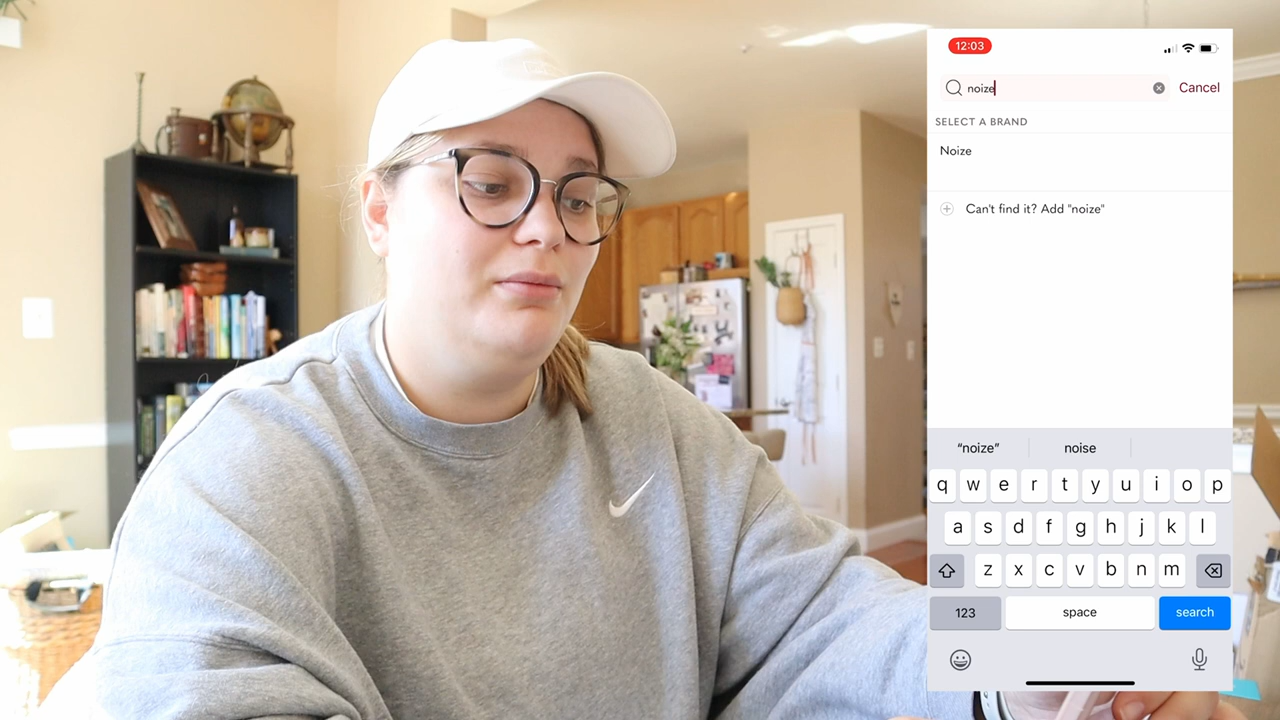 12:03
noize
Cancel
SELECT A BRAND
Noize
Can't find it? Add "noize"
“noize”
noise
q w e r t y u i o p
a s d f g h j k l
z x c v b n m
123
space
search